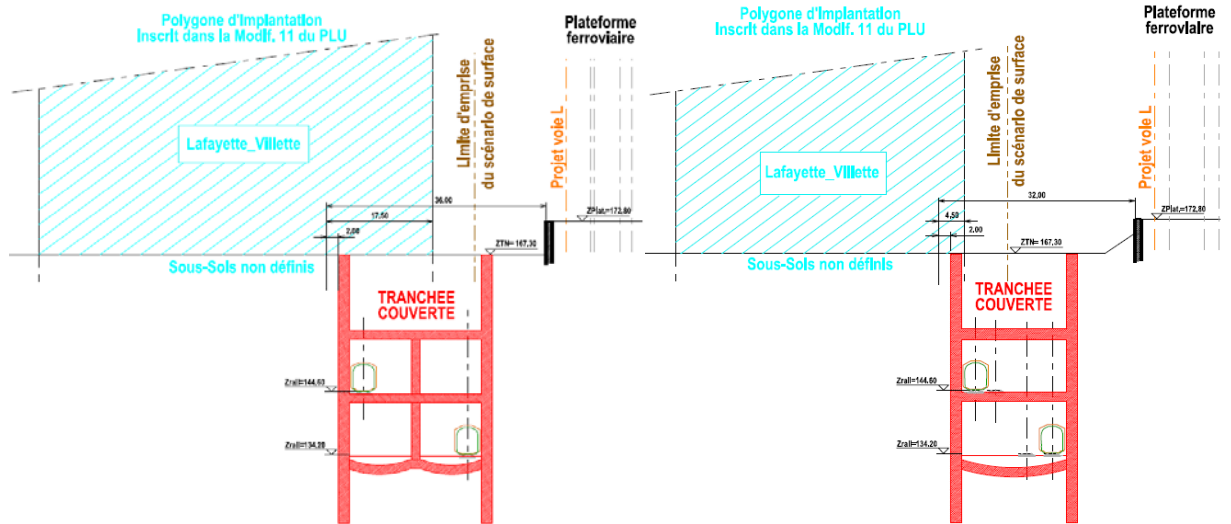 Polygone d'Implantation
Inscrit dans la Modif. 11 du PLU
Plateforme
ferroviaire
Lafayette_Villette
Limite d'emprise
du scénario de surface
Projet voie L
36,00
17,50
2,00
ZPlat.=172,80
ZTN= 167,30
Sous-Sols non définis
TRANCHEE
COUVERTE
Zrail=144,60
Zrail=134,20
Polygone d'Implantation
Inscrit dans la Modif. 11 du PLU
Plateforme
ferroviaire
Lafayette_Villette
Limite d'emprise
du scénario de surface
Projet voie L
32,00
4,50
2,00
ZPlat.=172,80
ZTN= 167,30
Sous-Sols non définis
TRANCHEE
COUVERTE
Zrail=144,60
Zrail=134,20